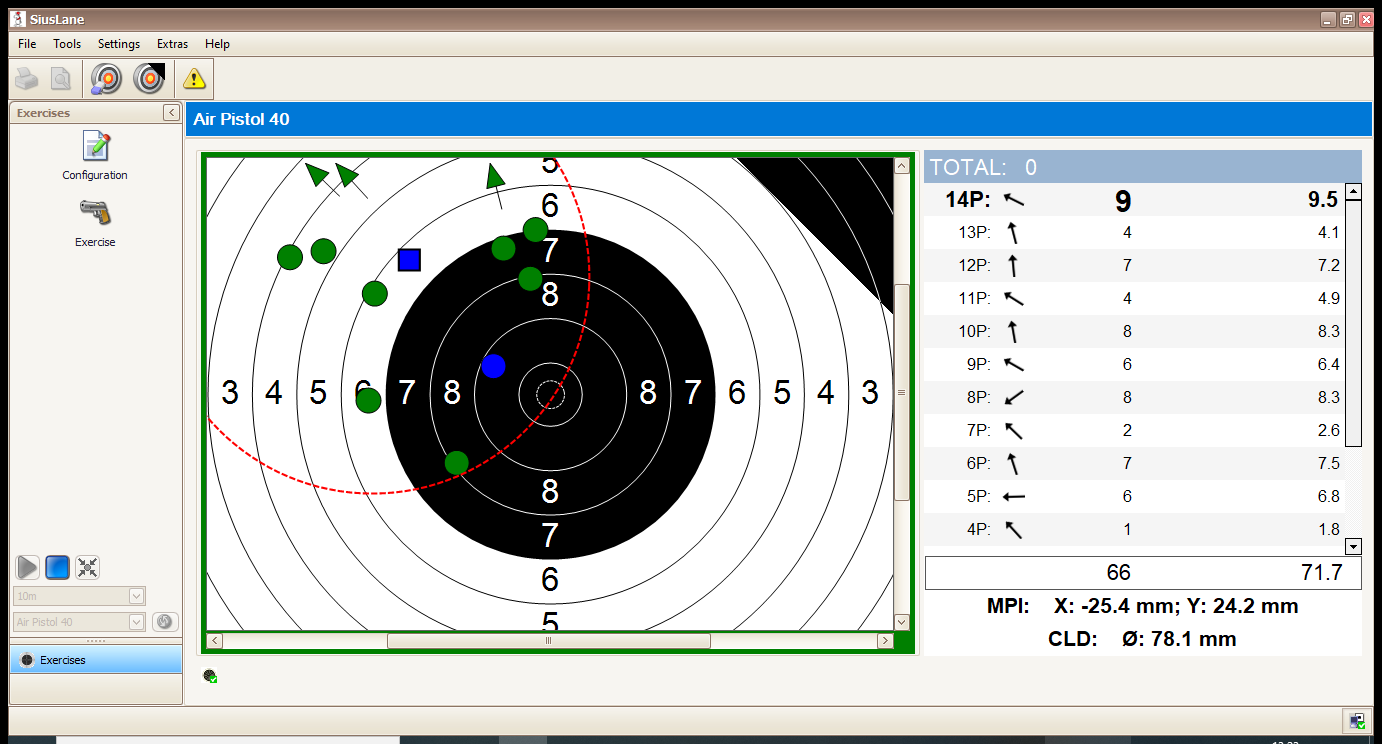 SiusLane
File Tools Settings Extras Help
Exercises
Configuration
Exercise
10m
Air Pistol 40
Exercises
Air Pistol 40
5
6
7
8
3 4 5 6 7 8 8 7 6 5 4 3
8
7
6
5
TOTAL: 0
14P: 9 9.5
13P: 4 4.1
12P: 7 7.2
11P: 4 4.9
10P: 8 8.3
9P: 6 6.4
8P: 8 8.3
7P: 2 2.6
6P: 7 7.5
5P: 6 6.8
4P: 1 1.8
66 71.7
MPI: X: -25.4 mm; Y: 24.2 mm
CLD: Ø: 78.1 mm